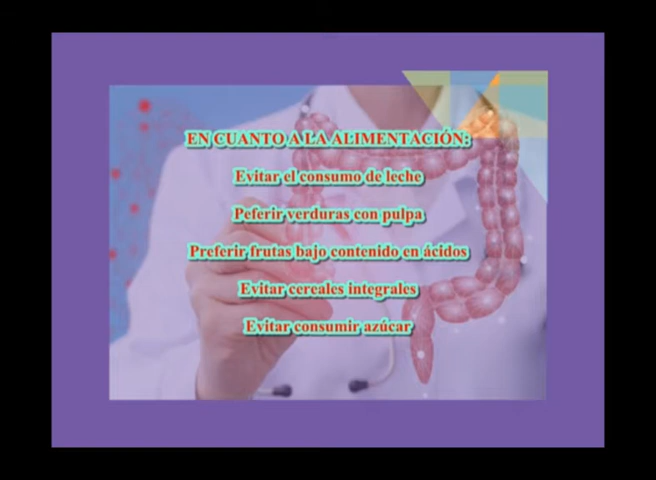 EN CUANTO A LA ALIMENTACIÓN:
Evitar el consumo de leche
Peferir verduras con pulpa
Preferir frutas bajo contenido en ácidos
Evitar cereales integrales
Evitar consumir azúcar